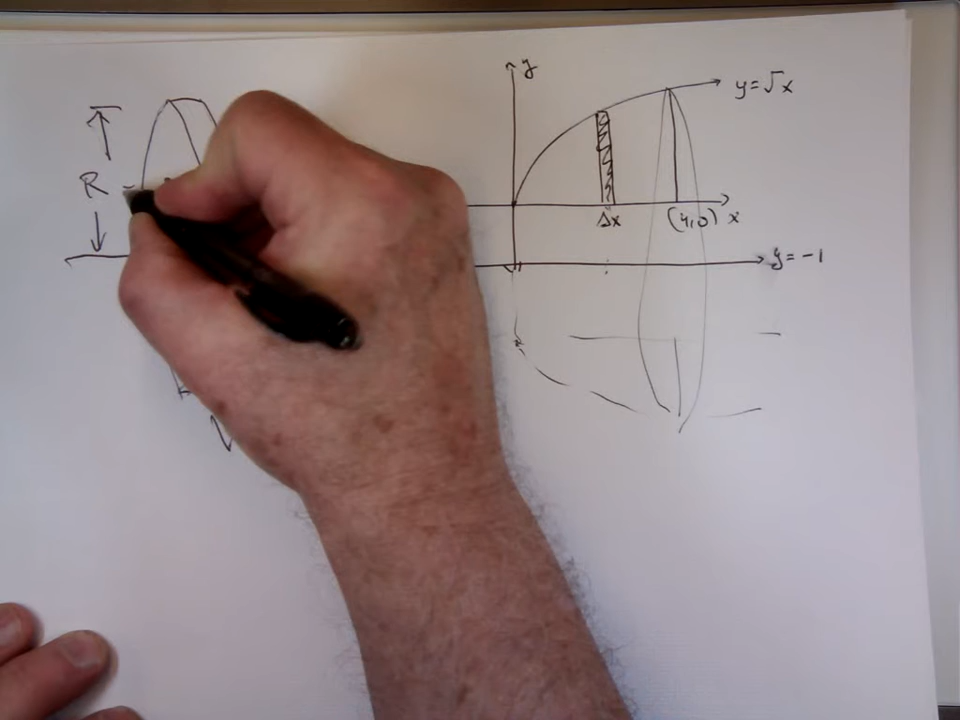 y
y=√x
R
Δx
(4,0) x
y=-1